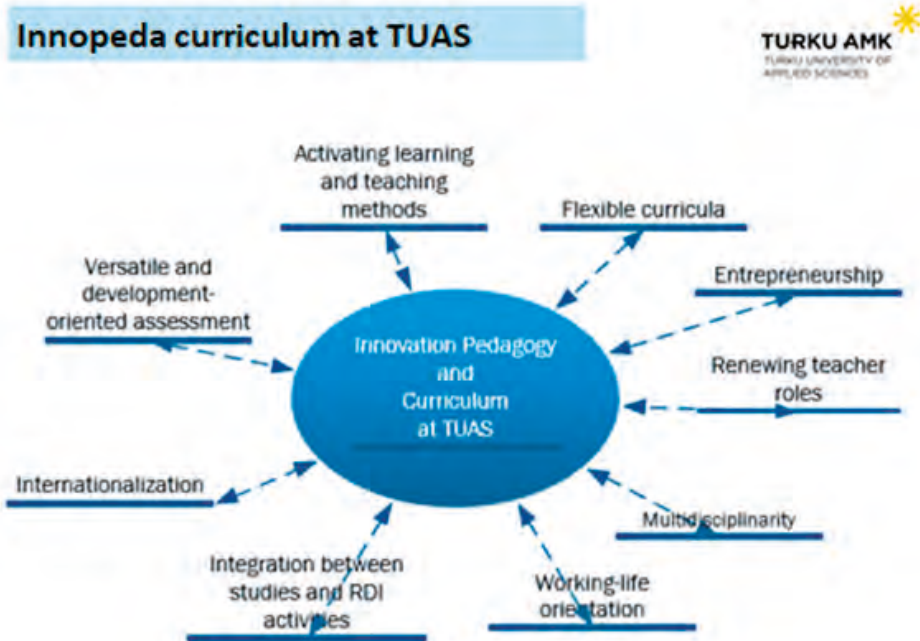 Innopeda curriculum at TUAS
TURKU AMK
TURKU UNIVERSITY OF
APPLIED SCIENCES
Activating learning
and teaching
methods
Flexible curricula
Versatile and
development-
oriented assessment
Entrepreneurship
Innovation Pedagogy
and
Curriculum
at TUAS
Renewing teacher
roles
Internationalization
Multidisciplinarity
Integration between
studies and RDI
activities
Working-life
orientation